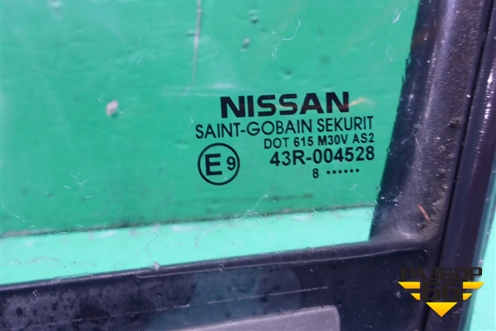 NISSAN
SAINT-GOBAIN SEKURIT
DOT 615 M30V AS2
E9 43R-004528
8 ••••••